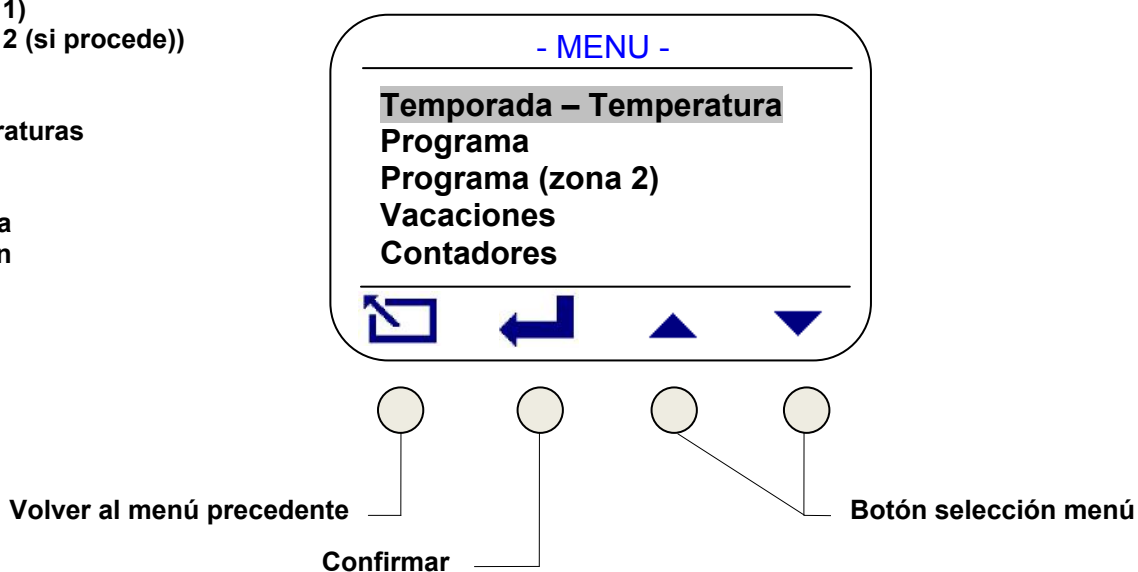 1)
2 (si procede))
raturas
a
n
- MENU -
Temporada – Temperatura
Programa
Programa (zona 2)
Vacaciones
Contadores
Volver al menú precedente
Botón selección menú
Confirmar